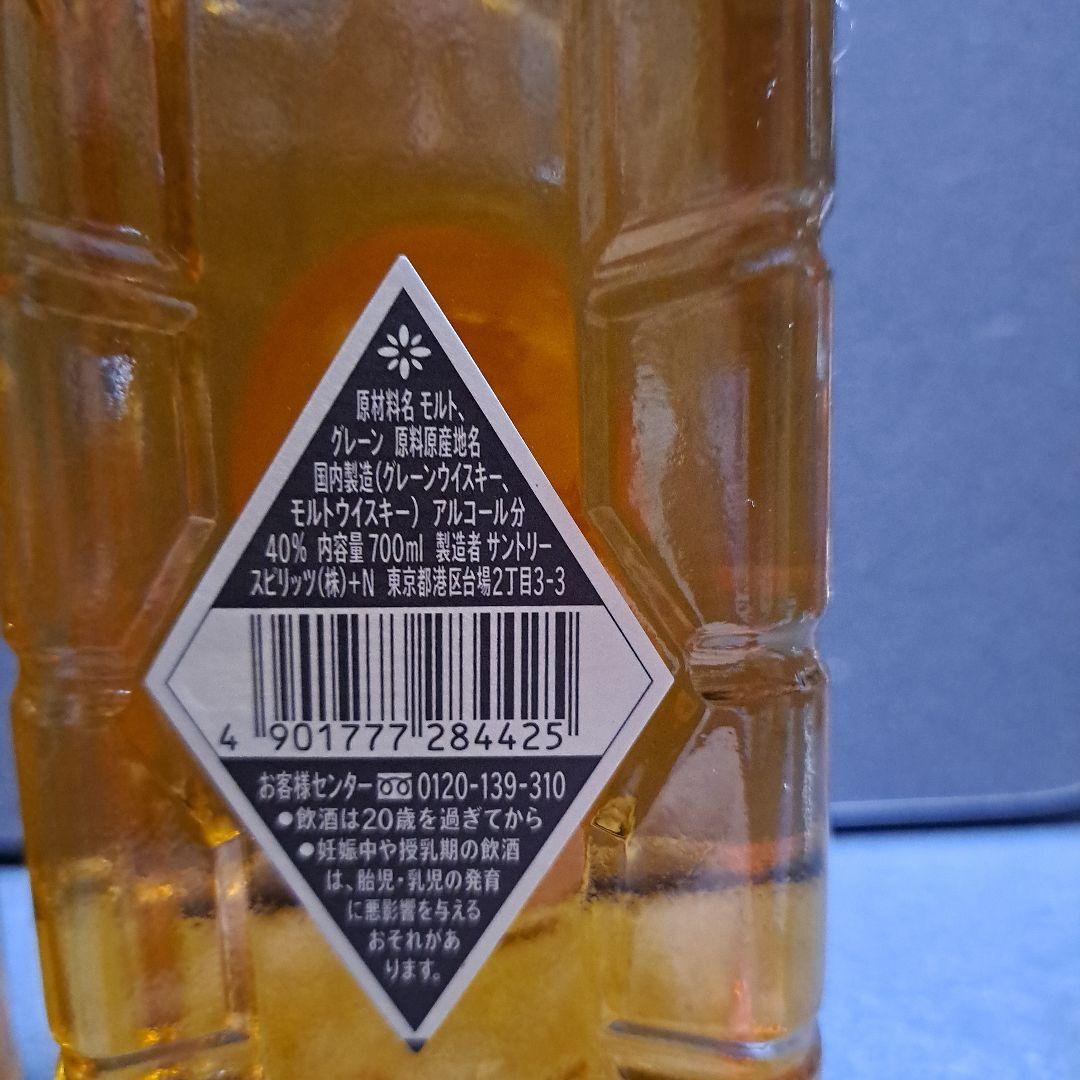 原材料名 モルト、
グレーン 原料原産地名
国内製造(グレーンウイスキー、
モルトウイスキー) アルコール分
40% 内容量 700ml 製造者 サントリー
スピリッツ(株)+N 東京都港区台場2丁目3-3
4 901777 284425
お客様センター 0120-139-310
●飲酒は20歳を過ぎてから
●妊娠中や授乳期の飲酒
は、胎児・乳児の発育
に悪影響を与える
おそれがあ
ります。